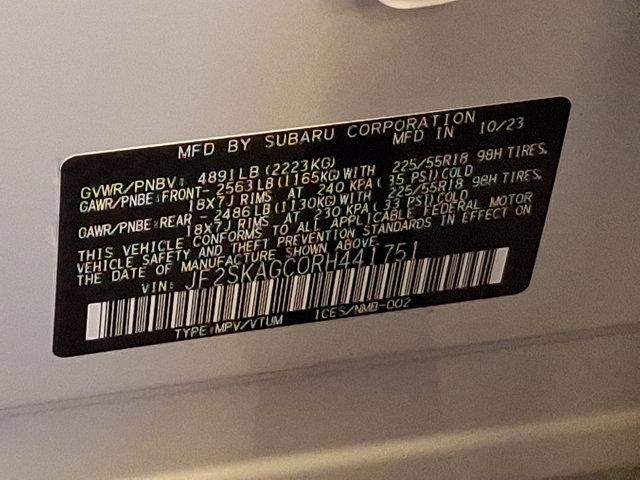 MFD BY SUBARU CORPORATION
MFD IN 10/23
GVWR/PNBV: 4891LB(2223KG)
GAWR/PNBE:FRONT- 2563LB(1165KG)WITH 225/55R18 98H TIRES,
18X7J RIMS AT 240 KPA(35 PSI)COLD
GAWR/PNBE:REAR - 2486LB(1130KG)WITH 225/55R18 98H TIRES,
18X7J RIMS AT 230 KPA(33 PSI)COLD.
THIS VEHICLE CONFORMS TO ALL APPLICABLE FEDERAL MOTOR
VEHICLE SAFETY AND THEFT PREVENTION STANDARDS IN EFFECT ON
THE DATE OF MANUFACTURE SHOWN ABOVE.
VIN: JF2SKAGC0RH441751
TYPE:MPV/VTUM ICES/NMB-002